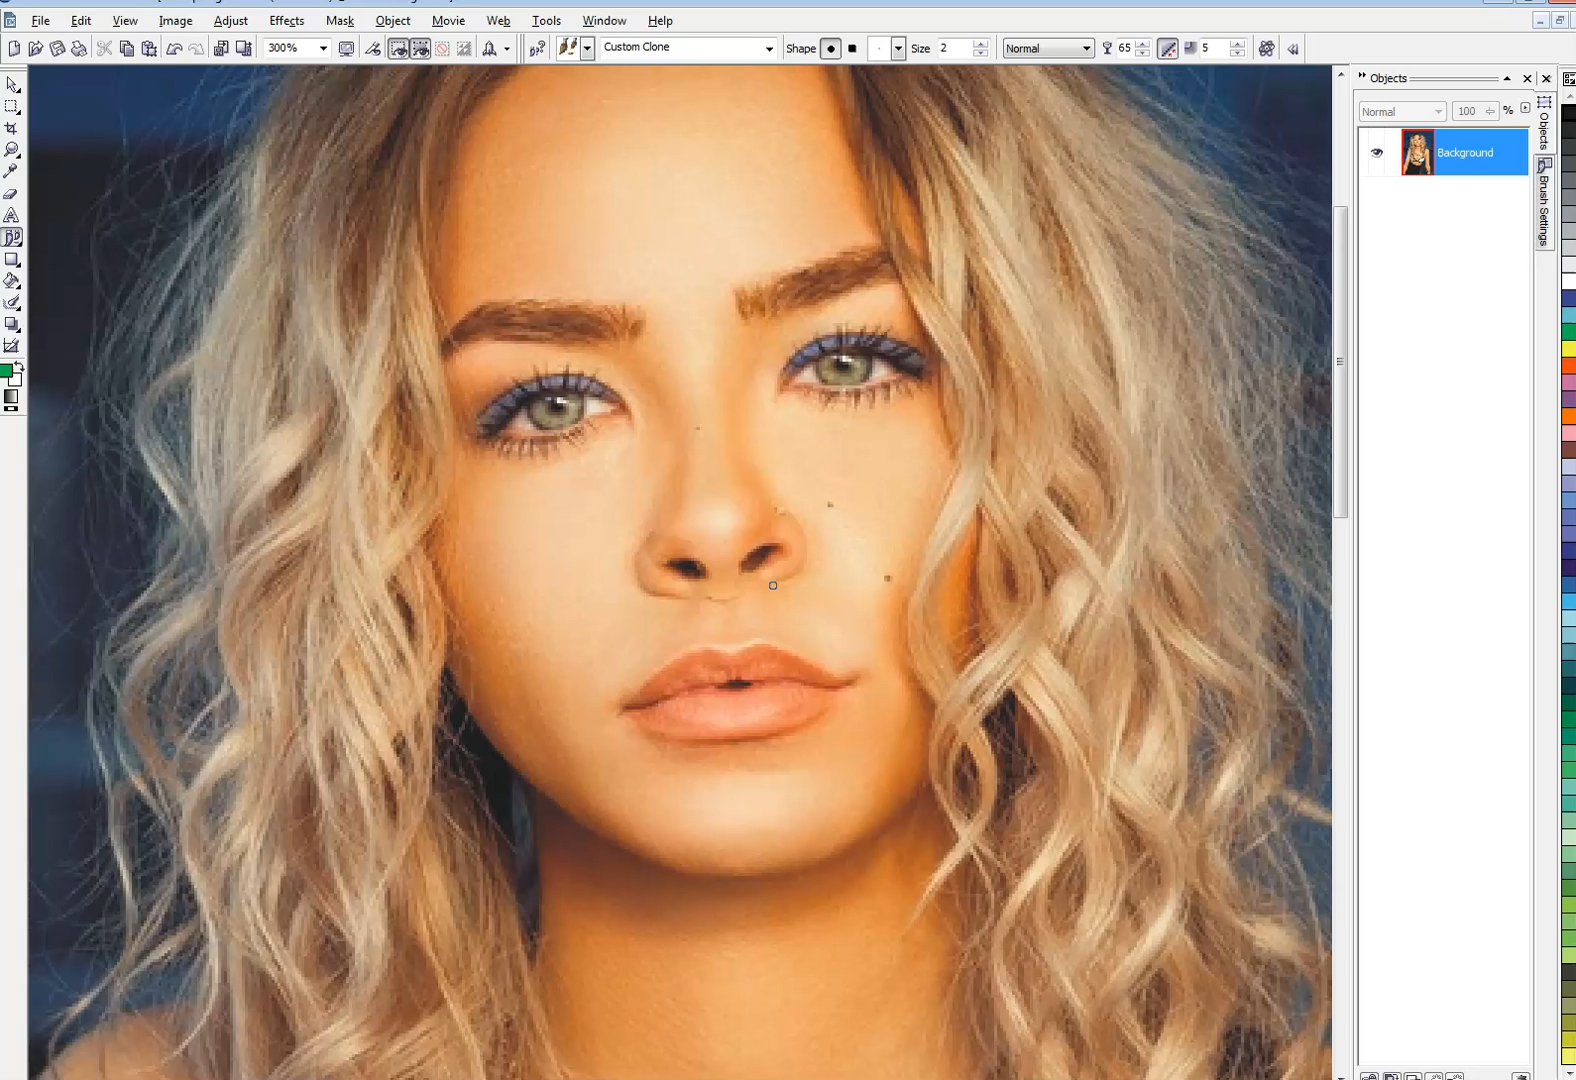 File Edit View Image Adjust Effects Mask Object Movie Web Tools Window Help
300% Custom Clone Shape Size 2 Normal 65 5
Objects
Normal 100 %
Background
Objects
Brush Settings